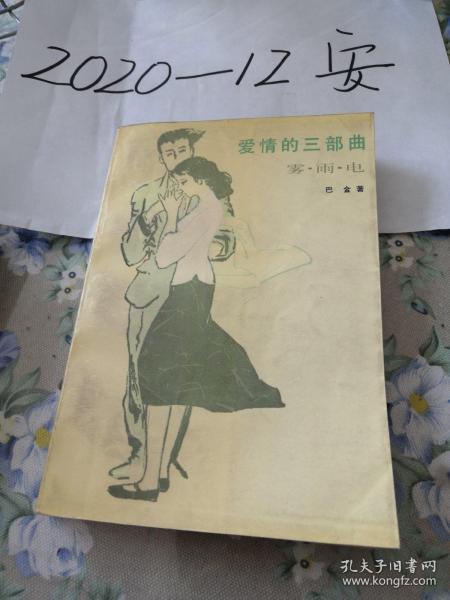 2020-12 安
爱情的三部曲
雾·雨·电
巴金著
孔夫子旧书网
www.kongfz.com